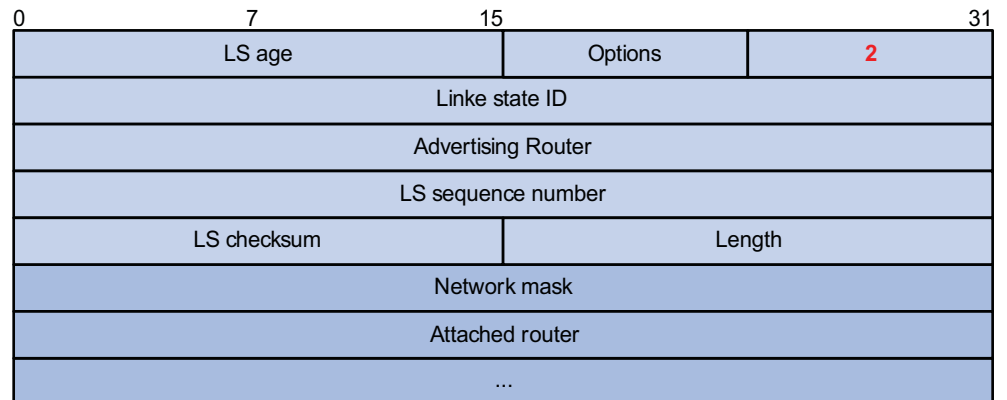 0 7 15 31
LS age Options 2
Linke state ID
Advertising Router
LS sequence number
LS checksum Length
Network mask
Attached router
...